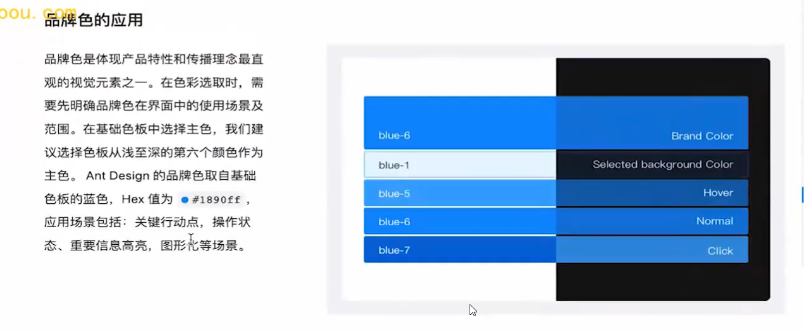 oou. com
品牌色的应用
品牌色是体现产品特性和传播理念最直
观的视觉元素之一。在色彩选取时，需
要先明确品牌色在界面中的使用场景及
范围。在基础色板中选择主色，我们建
议选择色板从浅至深的第六个颜色作为
主色。 Ant Design 的品牌色取自基础
色板的蓝色，Hex 值为 #1890ff ，
应用场景包括：关键行动点，操作状
态、重要信息高亮，图形化等场景。
blue-6 Brand Color
blue-1 Selected background Color
blue-5 Hover
blue-6 Normal
blue-7 Click